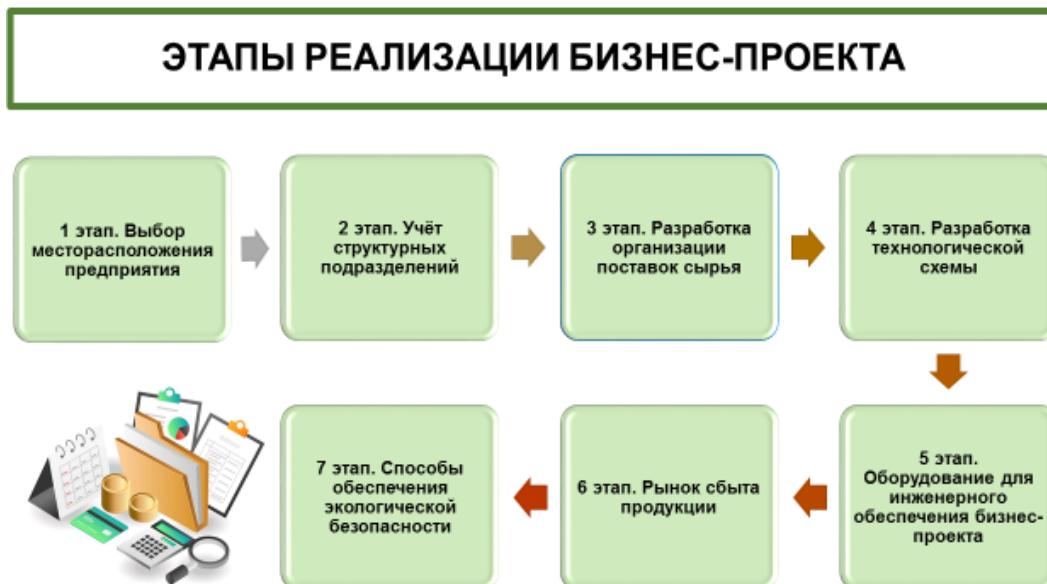 ЭТАПЫ РЕАЛИЗАЦИИ БИЗНЕС-ПРОЕКТА
1 этап. Выбор
месторасположения
предприятия
2 этап. Учёт
структурных
подразделений
3 этап. Разработка
организации
поставок сырья
4 этап. Разработка
технологической
схемы
5 этап.
Оборудование для
инженерного
обеспечения бизнес-
проекта
6 этап. Рынок сбыта
продукции
7 этап. Способы
обеспечения
экологической
безопасности